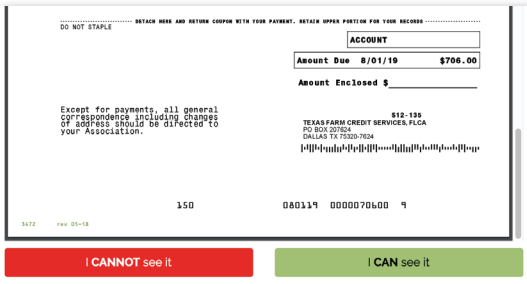 DETACH HERE AND RETURN COUPON WITH YOUR PAYMENT. RETAIN UPPER PORTION FOR YOUR RECORDS
DO NOT STAPLE
ACCOUNT
Amount Due 8/01/19 $706.00
Amount Enclosed $
Except for payments, all general
correspondence including changes
of address should be directed to
your Association.
512-135
TEXAS FARM CREDIT SERVICES, FLCA
PO BOX 207624
DALLAS TX 75320-7624
150 080119 0000070600 9
3472 rev 05-18
I CANNOT see it
I CAN see it